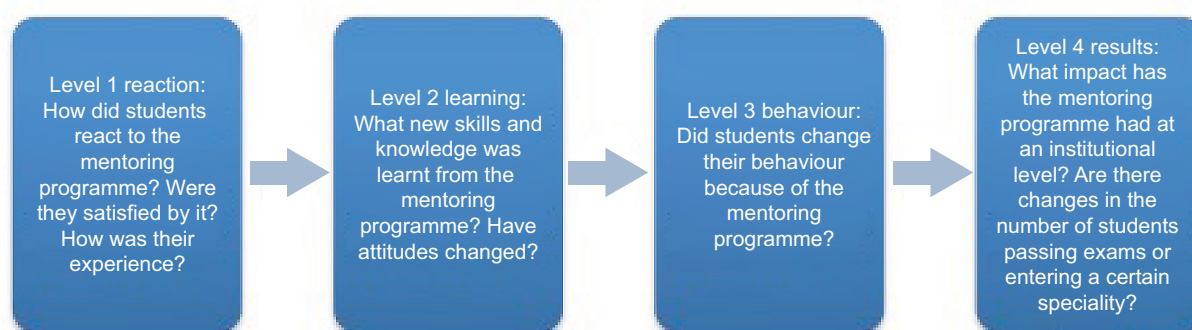 Level 1 reaction:
How did students
react to the
mentoring
programme? Were
they satisfied by it?
How was their
experience?
Level 2 learning:
What new skills and
knowledge was
learnt from the
mentoring
programme? Have
attitudes changed?
Level 3 behaviour:
Did students change
their behaviour
because of the
mentoring
programme?
Level 4 results:
What impact has
the mentoring
programme had at
an institutional
level? Are there
changes in the
number of students
passing exams or
entering a certain
speciality?